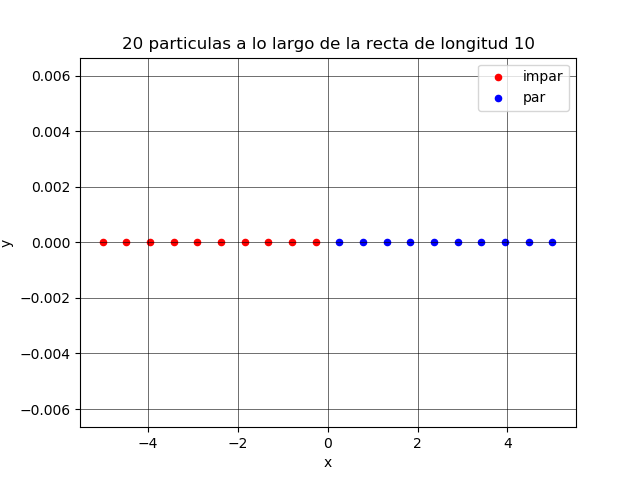 20 particulas a lo largo de la recta de longitud 10
impar
par
0.006
0.004
0.002
0.000
−0.002
−0.004
−0.006
y
−4 −2 0 2 4
x